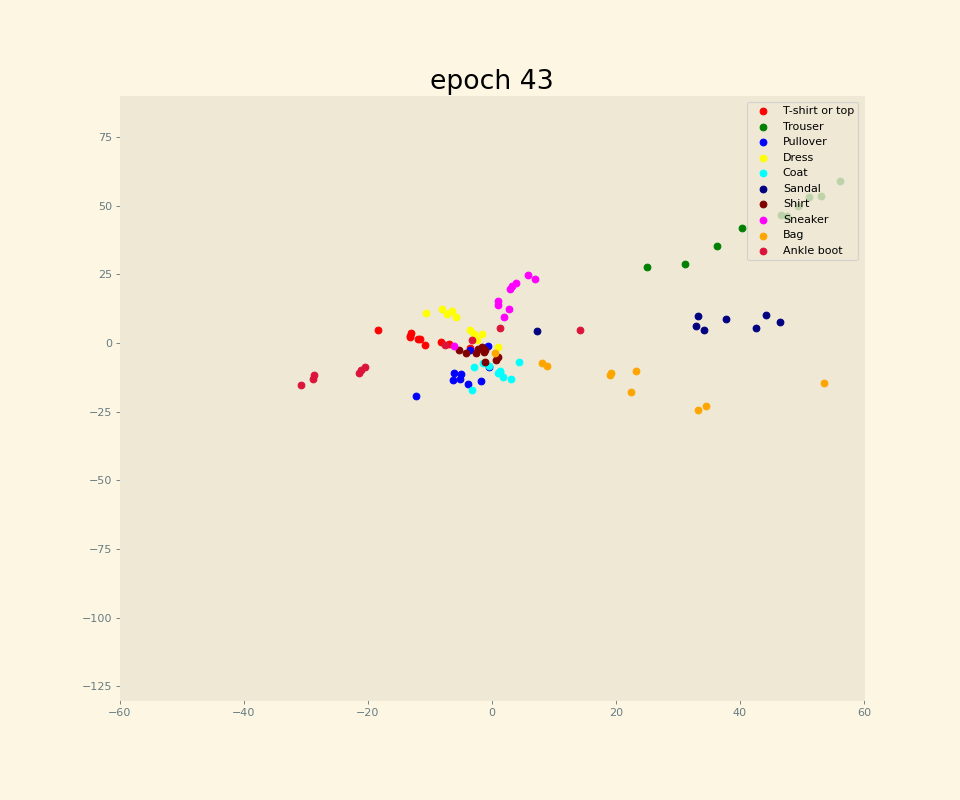 epoch 43
75
50
25
0
−25
−50
−75
−100
−125
−60
−40
−20
0
20
40
60
T-shirt or top
Trouser
Pullover
Dress
Coat
Sandal
Shirt
Sneaker
Bag
Ankle boot